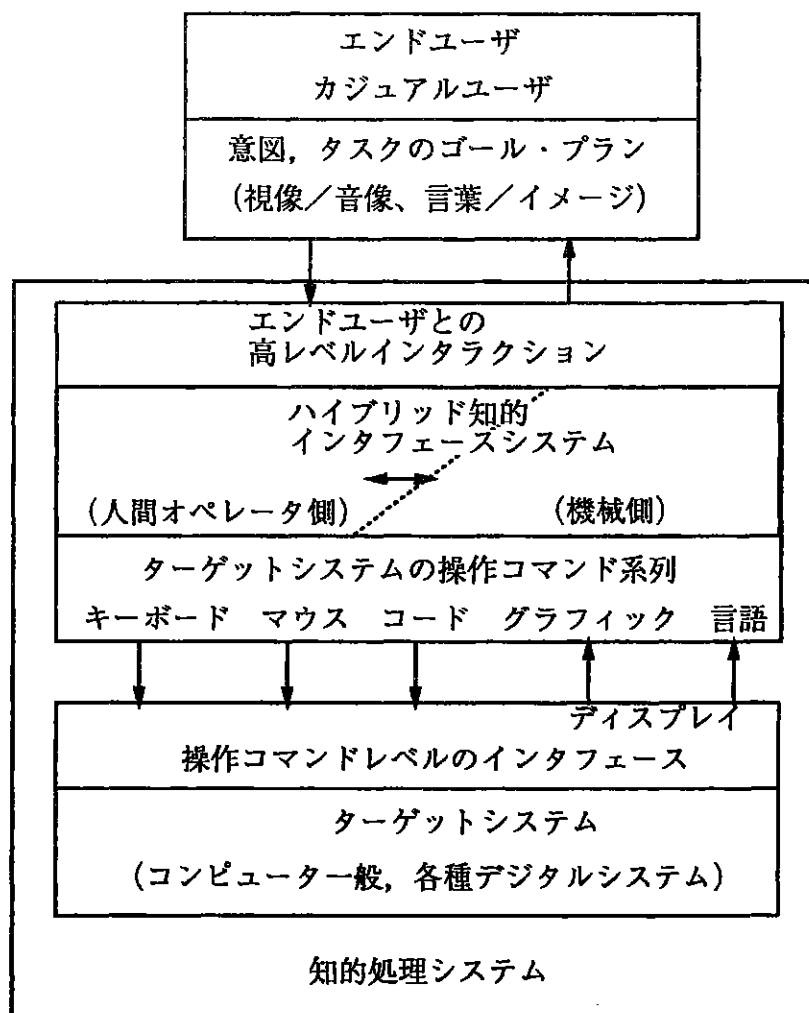 エンドユーザ
カジュアルユーザ
意図，タスクのゴール・プラン
（視像／音像、言葉／イメージ）
エンドユーザとの
高レベルインタラクション
ハイブリッド知的
インタフェースシステム
（人間オペレータ側） （機械側）
ターゲットシステムの操作コマンド系列
キーボード マウス コード グラフィック 言語
ディスプレイ
操作コマンドレベルのインタフェース
ターゲットシステム
（コンピューター般，各種デジタルシステム）
知的処理システム